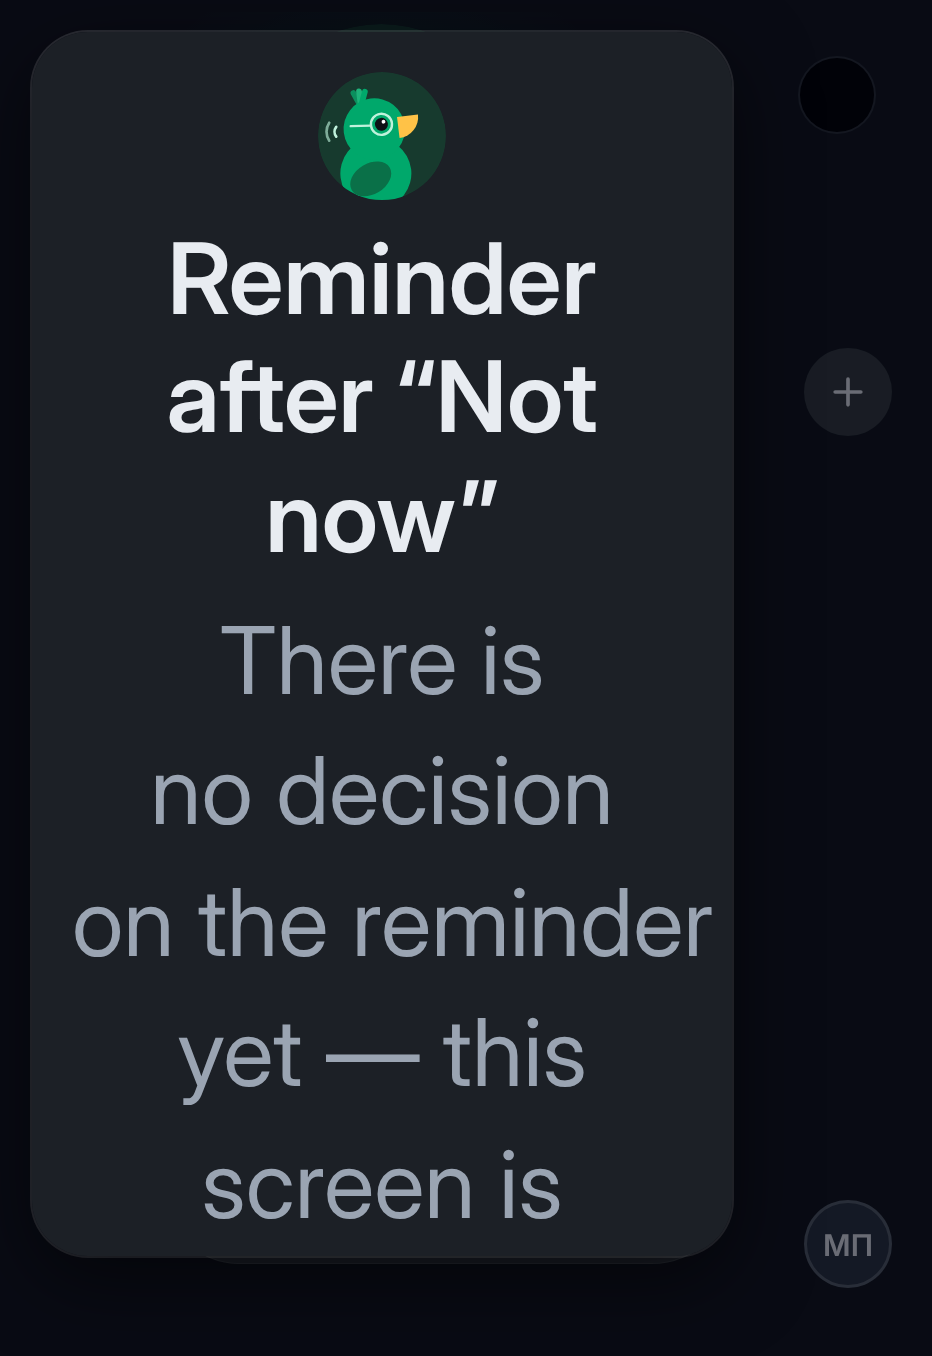 Reminder
after “Not
now”
There is
no decision
on the reminder
yet — this
screen is
МП